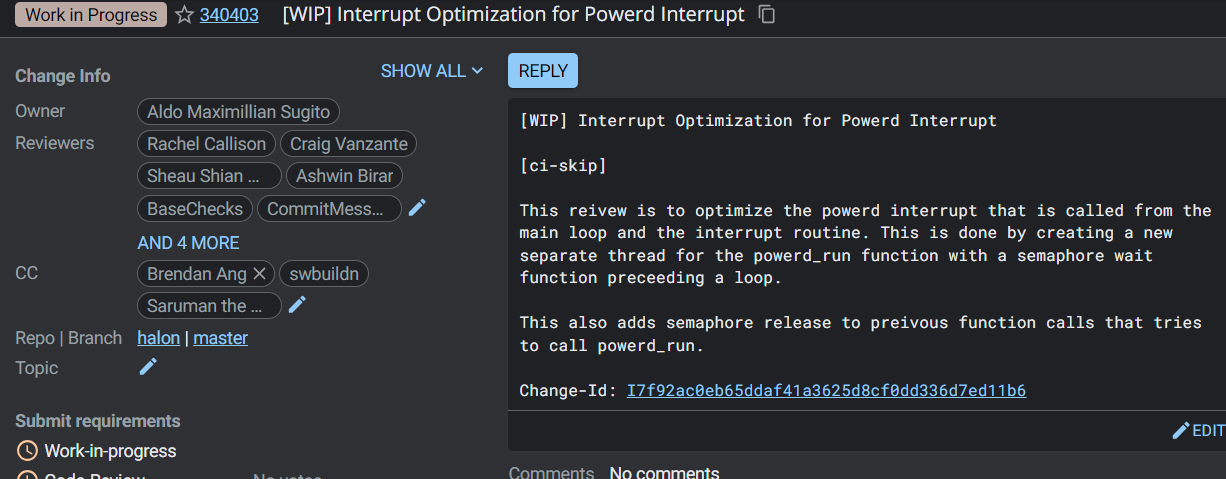 Work in Progress 340403 [WIP] Interrupt Optimization for Powerd Interrupt
Change Info SHOW ALL
Owner Aldo Maximillian Sugito
Reviewers Rachel Callison Craig Vanzante
Sheau Shian ... Ashwin Birar
BaseChecks CommitMess...
AND 4 MORE
CC Brendan Ang swbuildn
Saruman the ...
Repo | Branch halon | master
Topic
Submit requirements
Work-in-progress
Code-Review No votes
REPLY
[WIP] Interrupt Optimization for Powerd Interrupt
[ci-skip]
This reivew is to optimize the powerd interrupt that is called from the
main loop and the interrupt routine. This is done by creating a new
separate thread for the powerd_run function with a semaphore wait
function preceeding a loop.
This also adds semaphore release to preivous function calls that tries
to call powerd_run.
Change-Id: I7f92ac0eb65ddaf41a3625d8cf0dd336d7ed11b6
EDIT
Comments No comments